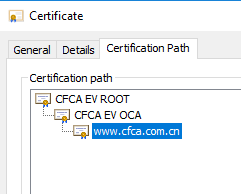 Certificate
General Details Certification Path
Certification path
CFCA EV ROOT
CFCA EV OCA
www.cfca.com.cn